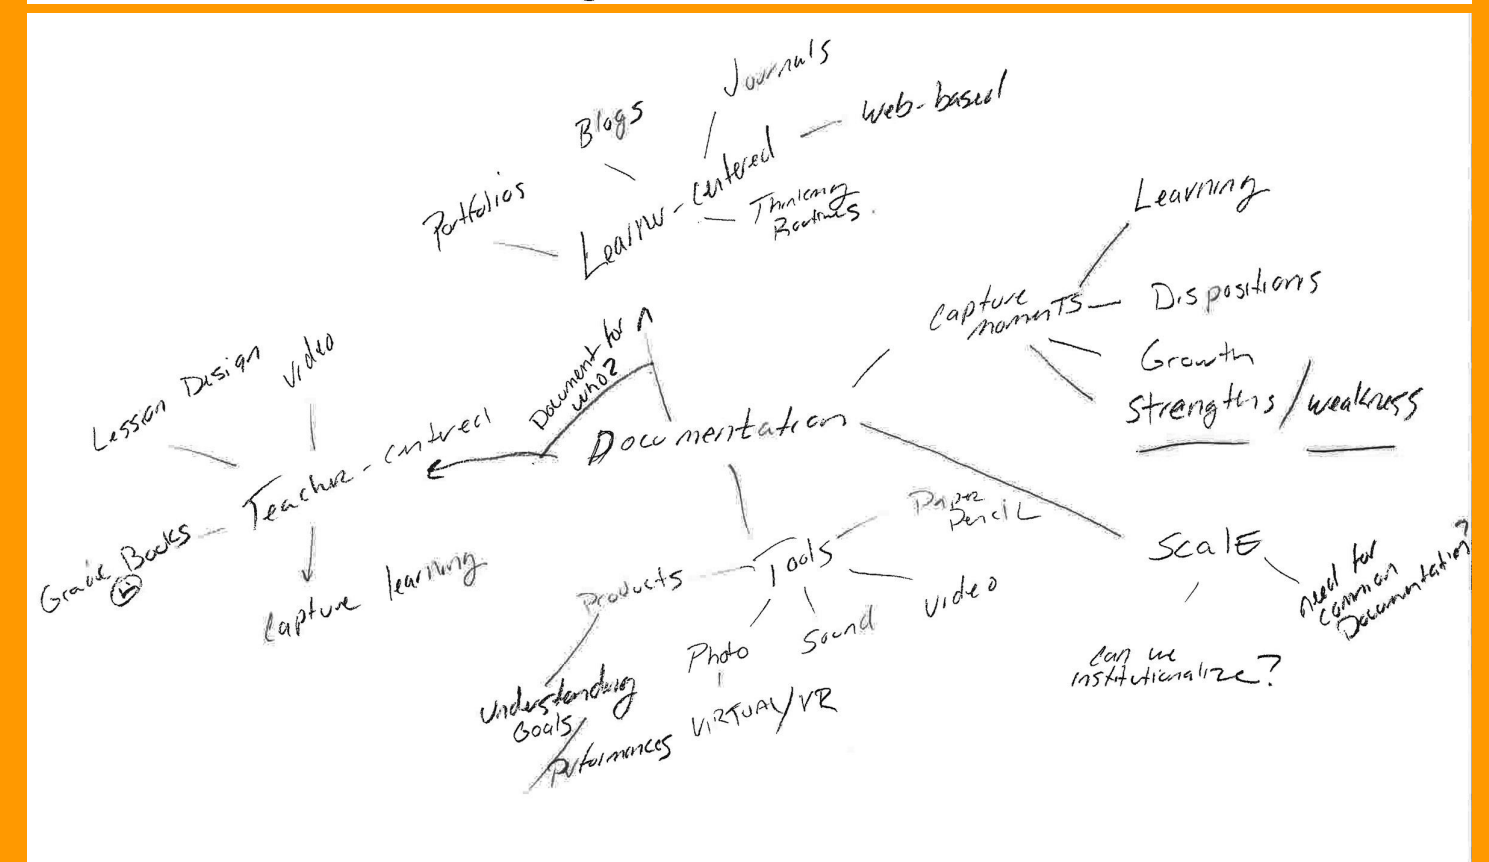 Journals
Blogs
Web-based
Portfolios
Learner-centered
Thinking
Routines.
Learning
Capture
momenTS
Dispositions
Growth
Strengths/weakness
Document for
who?
Documentation
Lesson Design
Video
Teacher-centered
Grade Books
Capture learning
Tools
Paper
PenciL
Products
Photo
Sound
Video
Understanding
Goals/
Performances
VIRTUAL/VR
ScalE
Can we
institutionalize?
need for
Common
Documentation?